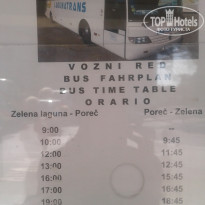 TOP Hotels
VOZNI RED
BUS FAHRPLAN
BUS TIME TABLE
ORARIO
Zelena laguna - Poreč Poreč - Zelena
9:00 --
10:00 9:45
12:00 11:45
13:00 12:45
16:00 15:45
17:00 16:45
19:00 18:45